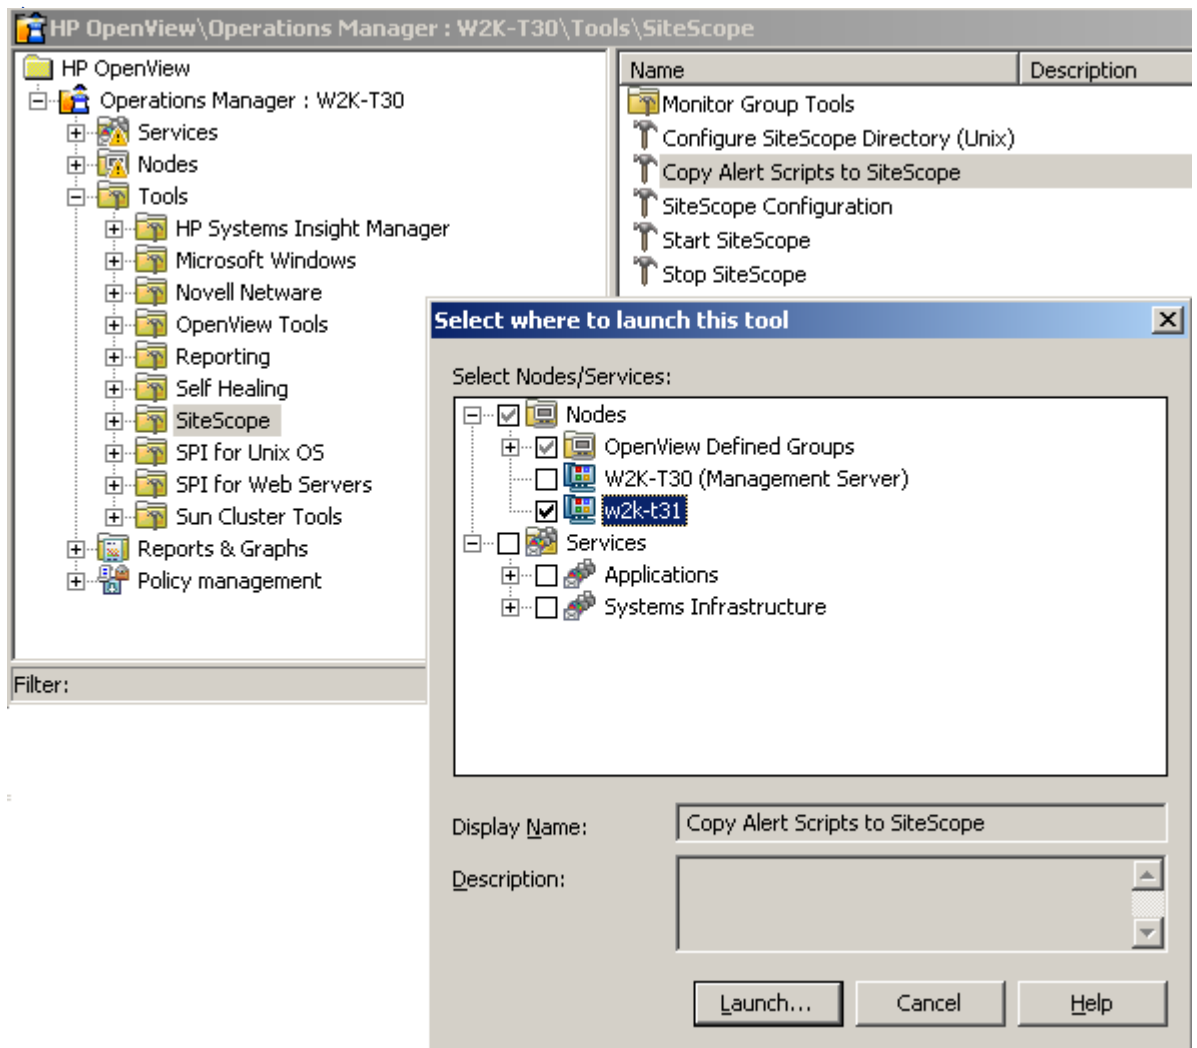 HP OpenView\Operations Manager : W2K-T30\Tools\SiteScope
HP OpenView
Operations Manager : W2K-T30
Services
Nodes
Tools
HP Systems Insight Manager
Microsoft Windows
Novell Netware
OpenView Tools
Reporting
Self Healing
SiteScope
SPI for Unix OS
SPI for Web Servers
Sun Cluster Tools
Reports & Graphs
Policy management
Filter:
Name Description
Monitor Group Tools
Configure SiteScope Directory (Unix)
Copy Alert Scripts to SiteScope
SiteScope Configuration
Start SiteScope
Stop SiteScope
Select where to launch this tool
Select Nodes/Services:
Nodes
OpenView Defined Groups
W2K-T30 (Management Server)
w2k-t31
Services
Applications
Systems Infrastructure
Display Name: Copy Alert Scripts to SiteScope
Description:
Launch... Cancel Help